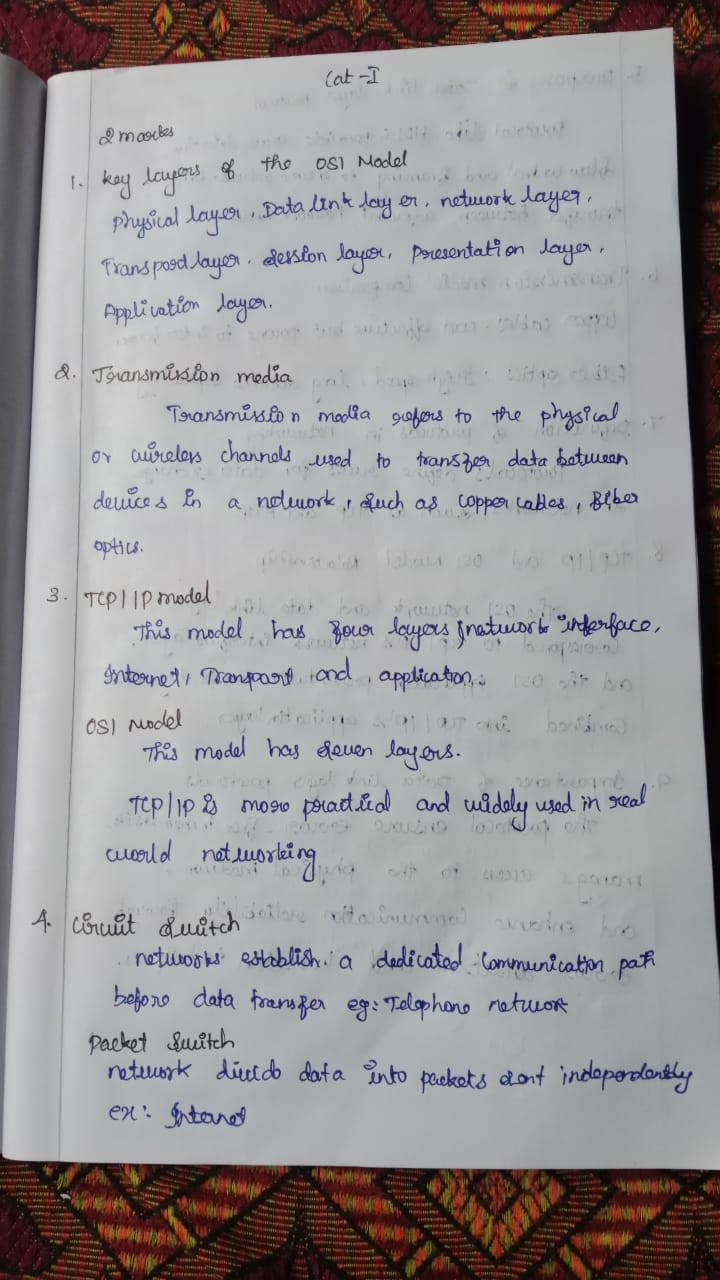 Cat-I
2 marks
1. key layers of the OSI Model
physical layer, Data link layer, network layer,
Transport layer, session layer, presentation layer,
Application layer.
2. Transmission media
Transmission media refers to the physical
or wireless channels used to transfer data between
devices in a network, such as copper cables, fiber
optics.
3. TCP/IP model
This model has four layers network interface,
Internet, Transport and application.
OSI Model
This model has seven layers.
TCP/IP is more practical and widely used in real
world networking
4. Circuit switch
networks establish a dedicated communication path
before data transfer eg: Telephone network
Packet switch
network divide data into packets sent independently
ex: Internet